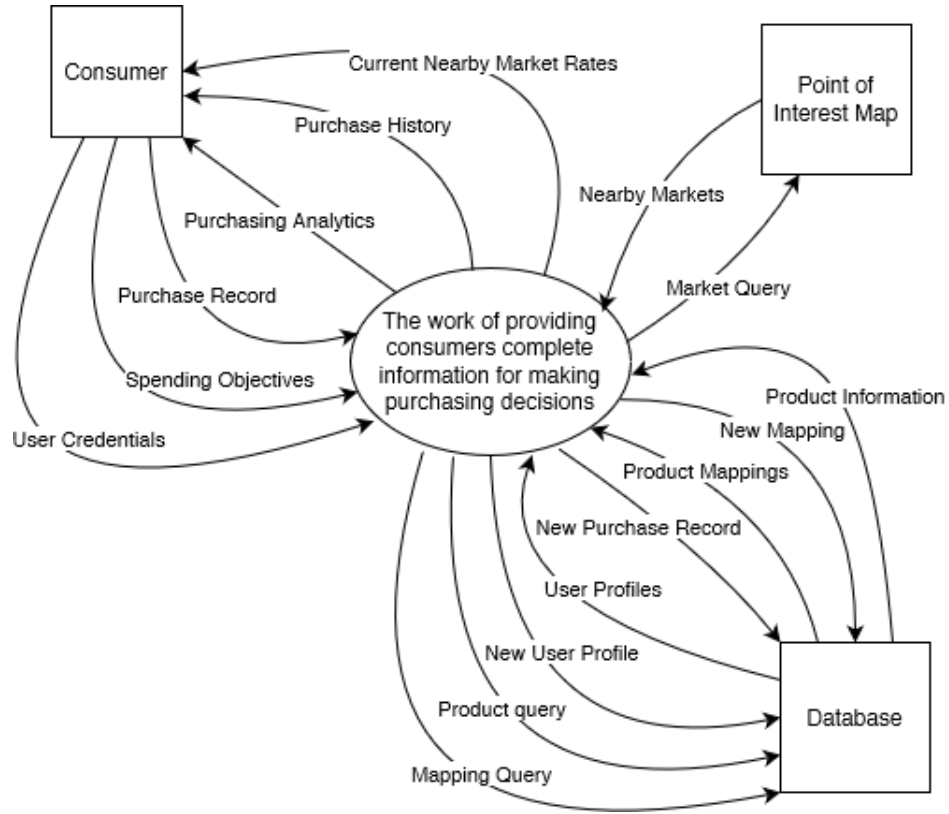 Consumer
Current Nearby Market Rates
Point of
Interest Map
Purchase History
Nearby Markets
Purchasing Analytics
Market Query
Purchase Record
The work of providing
consumers complete
information for making
purchasing decisions
Spending Objectives
Product Information
New Mapping
User Credentials
Product Mappings
New Purchase Record
User Profiles
New User Profile
Product query
Database
Mapping Query